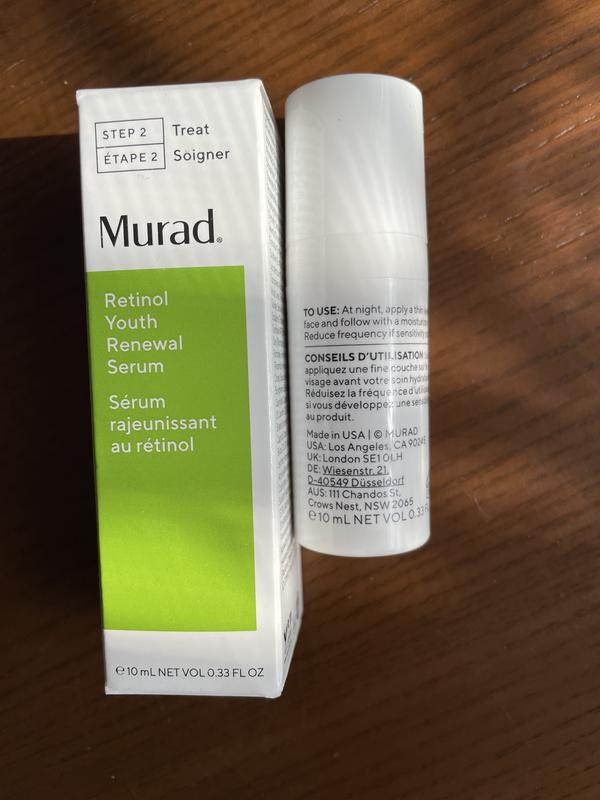 STEP 2 Treat
ÉTAPE 2 Soigner
Murad®
Retinol
Youth
Renewal
Serum
Sérum
rajeunissant
au rétinol
℮ 10 mL NET VOL 0.33 FL OZ
TO USE: At night, apply a thin
face and follow with a
Reduce frequency if sensitivity
CONSEILS D'UTILISATION
appliquez une fine couche sur
visage avant votre soin
Réduisez la fréquence
si vous développez une
au produit.
Made in USA | © MURAD
USA: Los Angeles, CA 90245
UK: London SE1 0LH
DE: Wiesenstr. 21,
D-40549 Düsseldorf
AUS: 111 Chandos St,
Crows Nest, NSW 2065
℮ 10 mL NET VOL 0.33